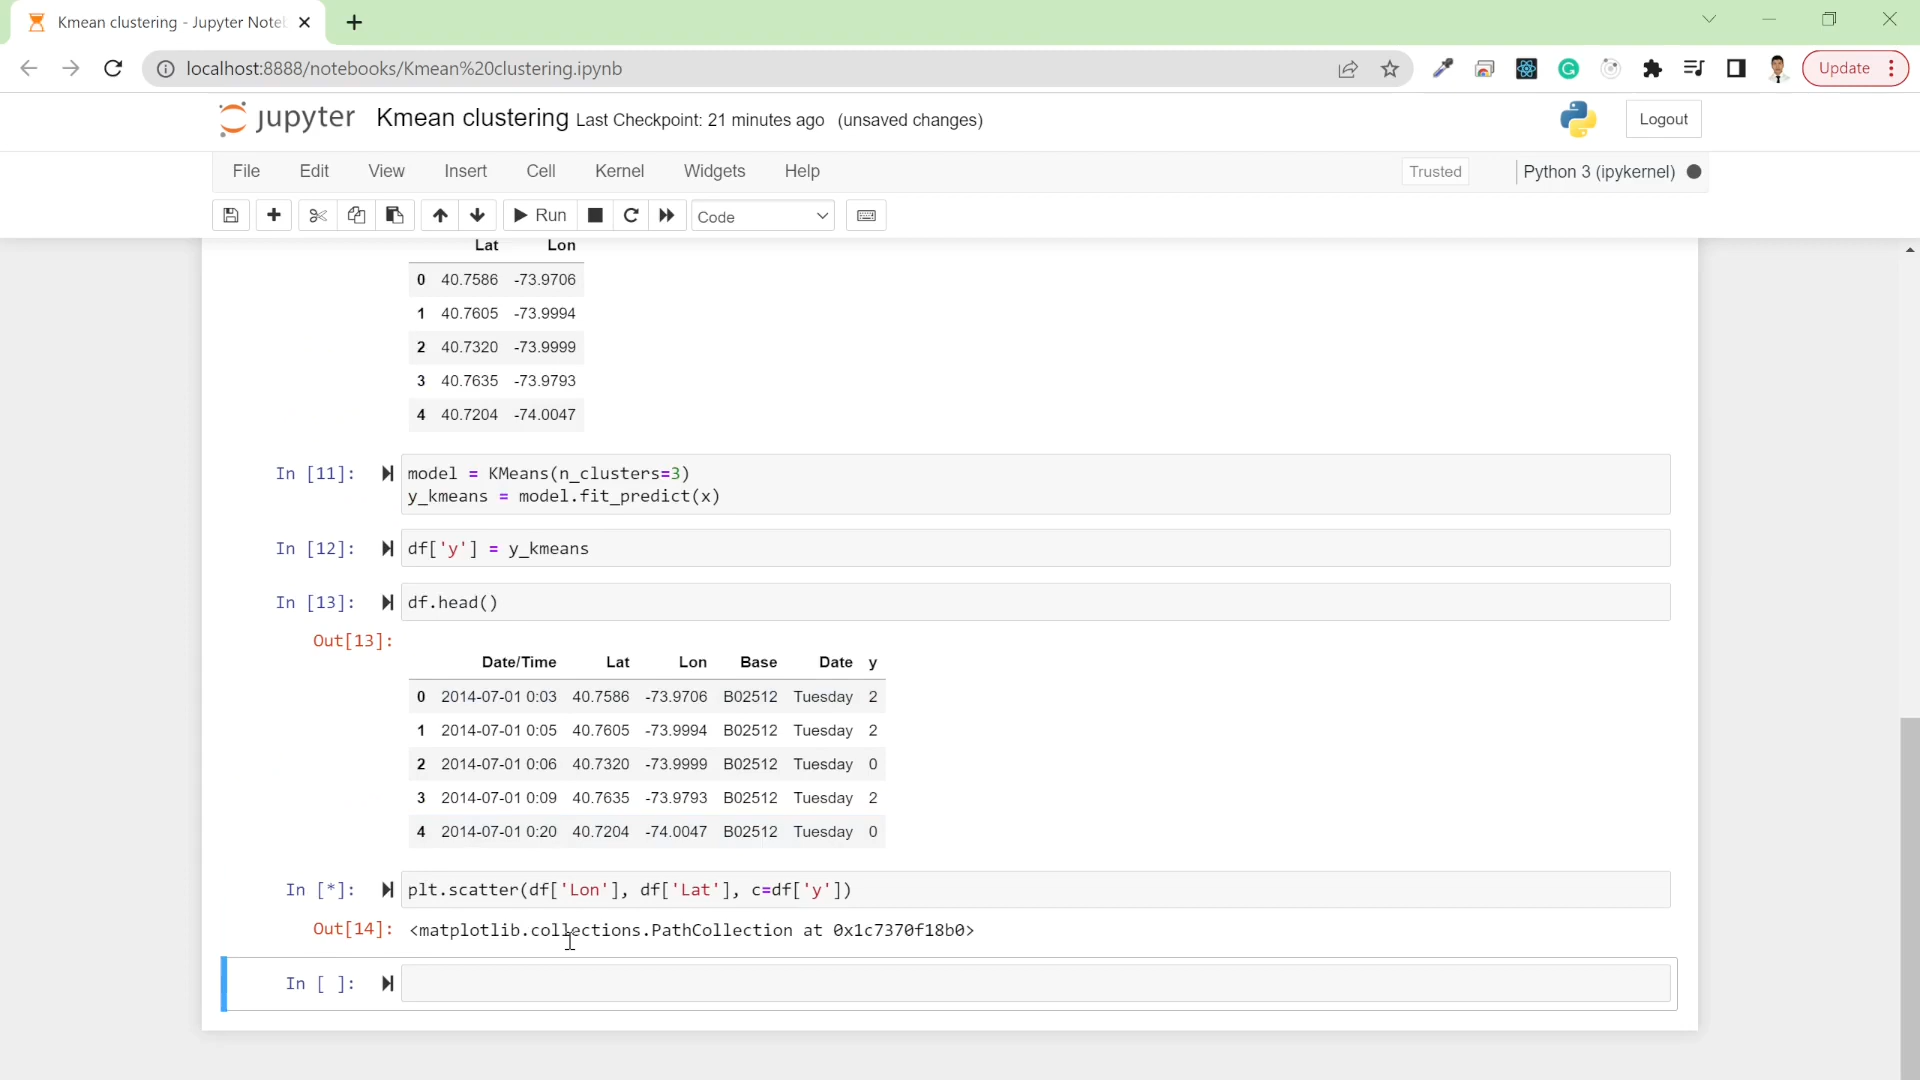 Kmean clustering - Jupyter Note
localhost:8888/notebooks/Kmean%20clustering.ipynb
Update
jupyter Kmean clustering Last Checkpoint: 21 minutes ago (unsaved changes)
Logout
File Edit View Insert Cell Kernel Widgets Help
Trusted Python 3 (ipykernel)
Run Code
Lat Lon
0 40.7586 -73.9706
1 40.7605 -73.9994
2 40.7320 -73.9999
3 40.7635 -73.9793
4 40.7204 -74.0047
In [11]: model = KMeans(n_clusters=3)
y_kmeans = model.fit_predict(x)
In [12]: df['y'] = y_kmeans
In [13]: df.head()
Out[13]:
Date/Time Lat Lon Base Date y
0 2014-07-01 0:03 40.7586 -73.9706 B02512 Tuesday 2
1 2014-07-01 0:05 40.7605 -73.9994 B02512 Tuesday 2
2 2014-07-01 0:06 40.7320 -73.9999 B02512 Tuesday 0
3 2014-07-01 0:09 40.7635 -73.9793 B02512 Tuesday 2
4 2014-07-01 0:20 40.7204 -74.0047 B02512 Tuesday 0
In [*]: plt.scatter(df['Lon'], df['Lat'], c=df['y'])
Out[14]: <matplotlib.collections.PathCollection at 0x1c7370f18b0>
In [ ]: